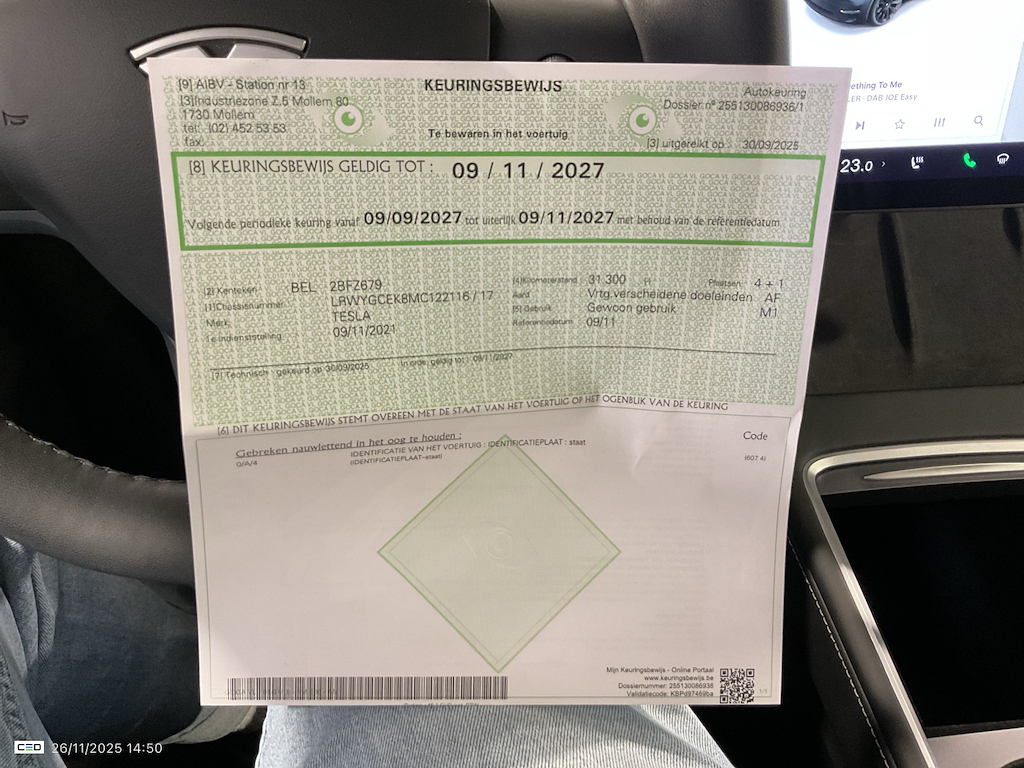 [9] AIBV - Station nr 13
[3]Industriezone Z.5 Mollem 80
1730 Mollem
tel: (02) 452 53 53
fax:
KEURINGSBEWIJS
Te bewaren in het voertuig
Autokeuring
Dossier nº 255130086936/1
[3] uitgereikt op 30/09/2025
[8] KEURINGSBEWIJS GELDIG TOT : 09 / 11 / 2027
Volgende periodieke keuring vanaf 09/09/2027 tot uiterlijk 09/11/2027 met behoud van de referentiedatum
[2] Kenteken BEL 2BFZ679
[1]Chassisnummer LRWYGCEK8MC122116 / 17
Merk TESLA
1e indienststelling 09/11/2021
[4]Kilometerstand 31.300 Plaatsen 4 + 1
Aard Vrtg.verscheidene doeleinden AF
[5] Gebruik Gewoon gebruik M1
Referentiedatum 09/11
[7] Technisch : gekeurd op 30/09/2025 In orde, geldig tot : 09/11/2027
[6] DIT KEURINGSBEWIJS STEMT OVEREEN MET DE STAAT VAN HET VOERTUIG OP HET OGENBLIK VAN DE KEURING
Gebreken nauwlettend in het oog te houden : Code
IDENTIFICATIE VAN HET VOERTUIG : IDENTIFICATIEPLAAT : staat
0/A/4 (IDENTIFICATIEPLAAT-staat) (607 4)
Mijn Keuringsbewijs - Online Portaal
www.keuringsbewijs.be
Dossiernummer: 255130086936
Validatiecode: KBPd97469ba
1/1
ething To Me
LER · DAB JOE Easy
23.0
CEO 26/11/2025 14:50